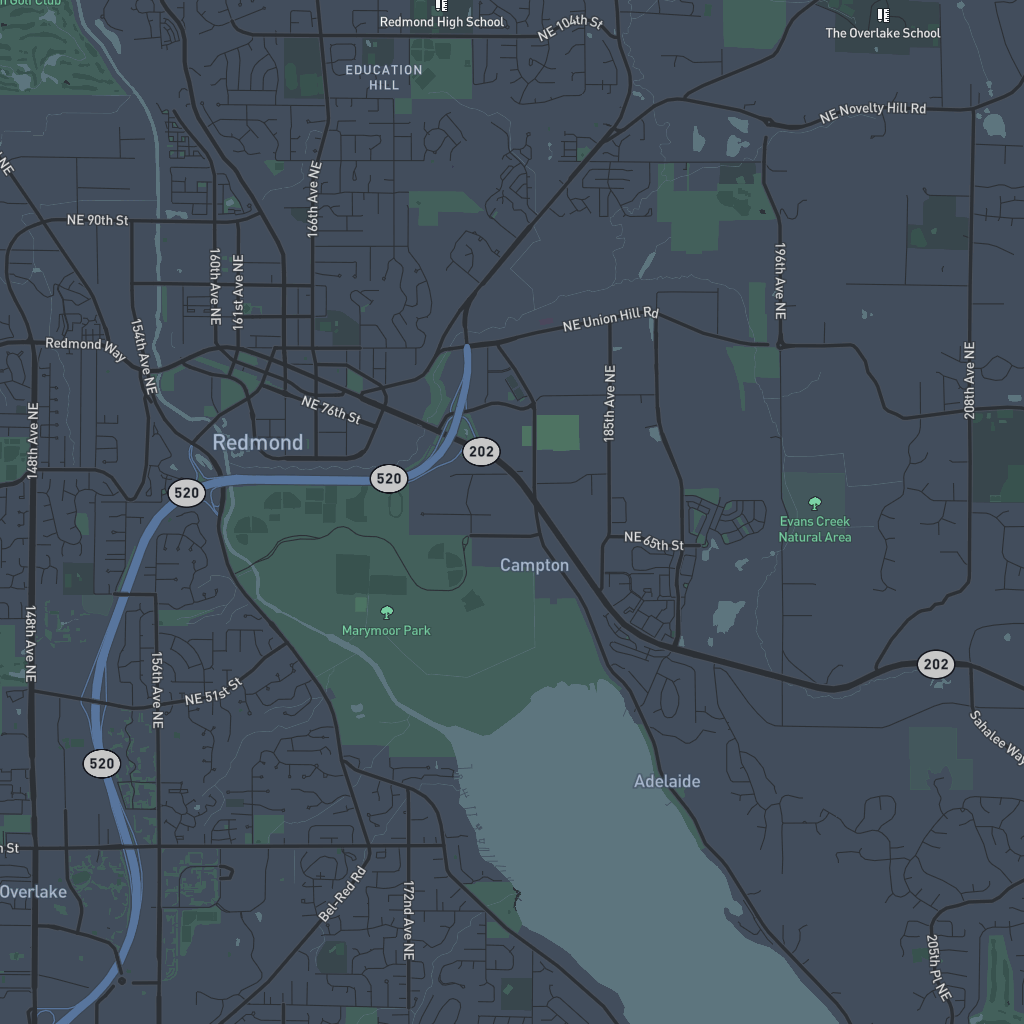 Golf Club
Redmond High School
NE 104th St
The Overlake School
EDUCATION
HILL
NE Novelty Hill Rd
NE
166th Ave NE
NE 90th St
160th Ave NE
161st Ave NE
196th Ave NE
NE Union Hill Rd
154th Ave NE
Redmond Way
208th Ave NE
185th Ave NE
148th Ave NE
NE 76th St
Redmond
202
520
520
Evans Creek
Natural Area
NE 65th St
Campton
148th Ave NE
Marymoor Park
156th Ave NE
202
NE 51st St
Sahalee Way
520
Adelaide
St
Overlake
Bel-Red Rd
172nd Ave NE
205th Pl NE